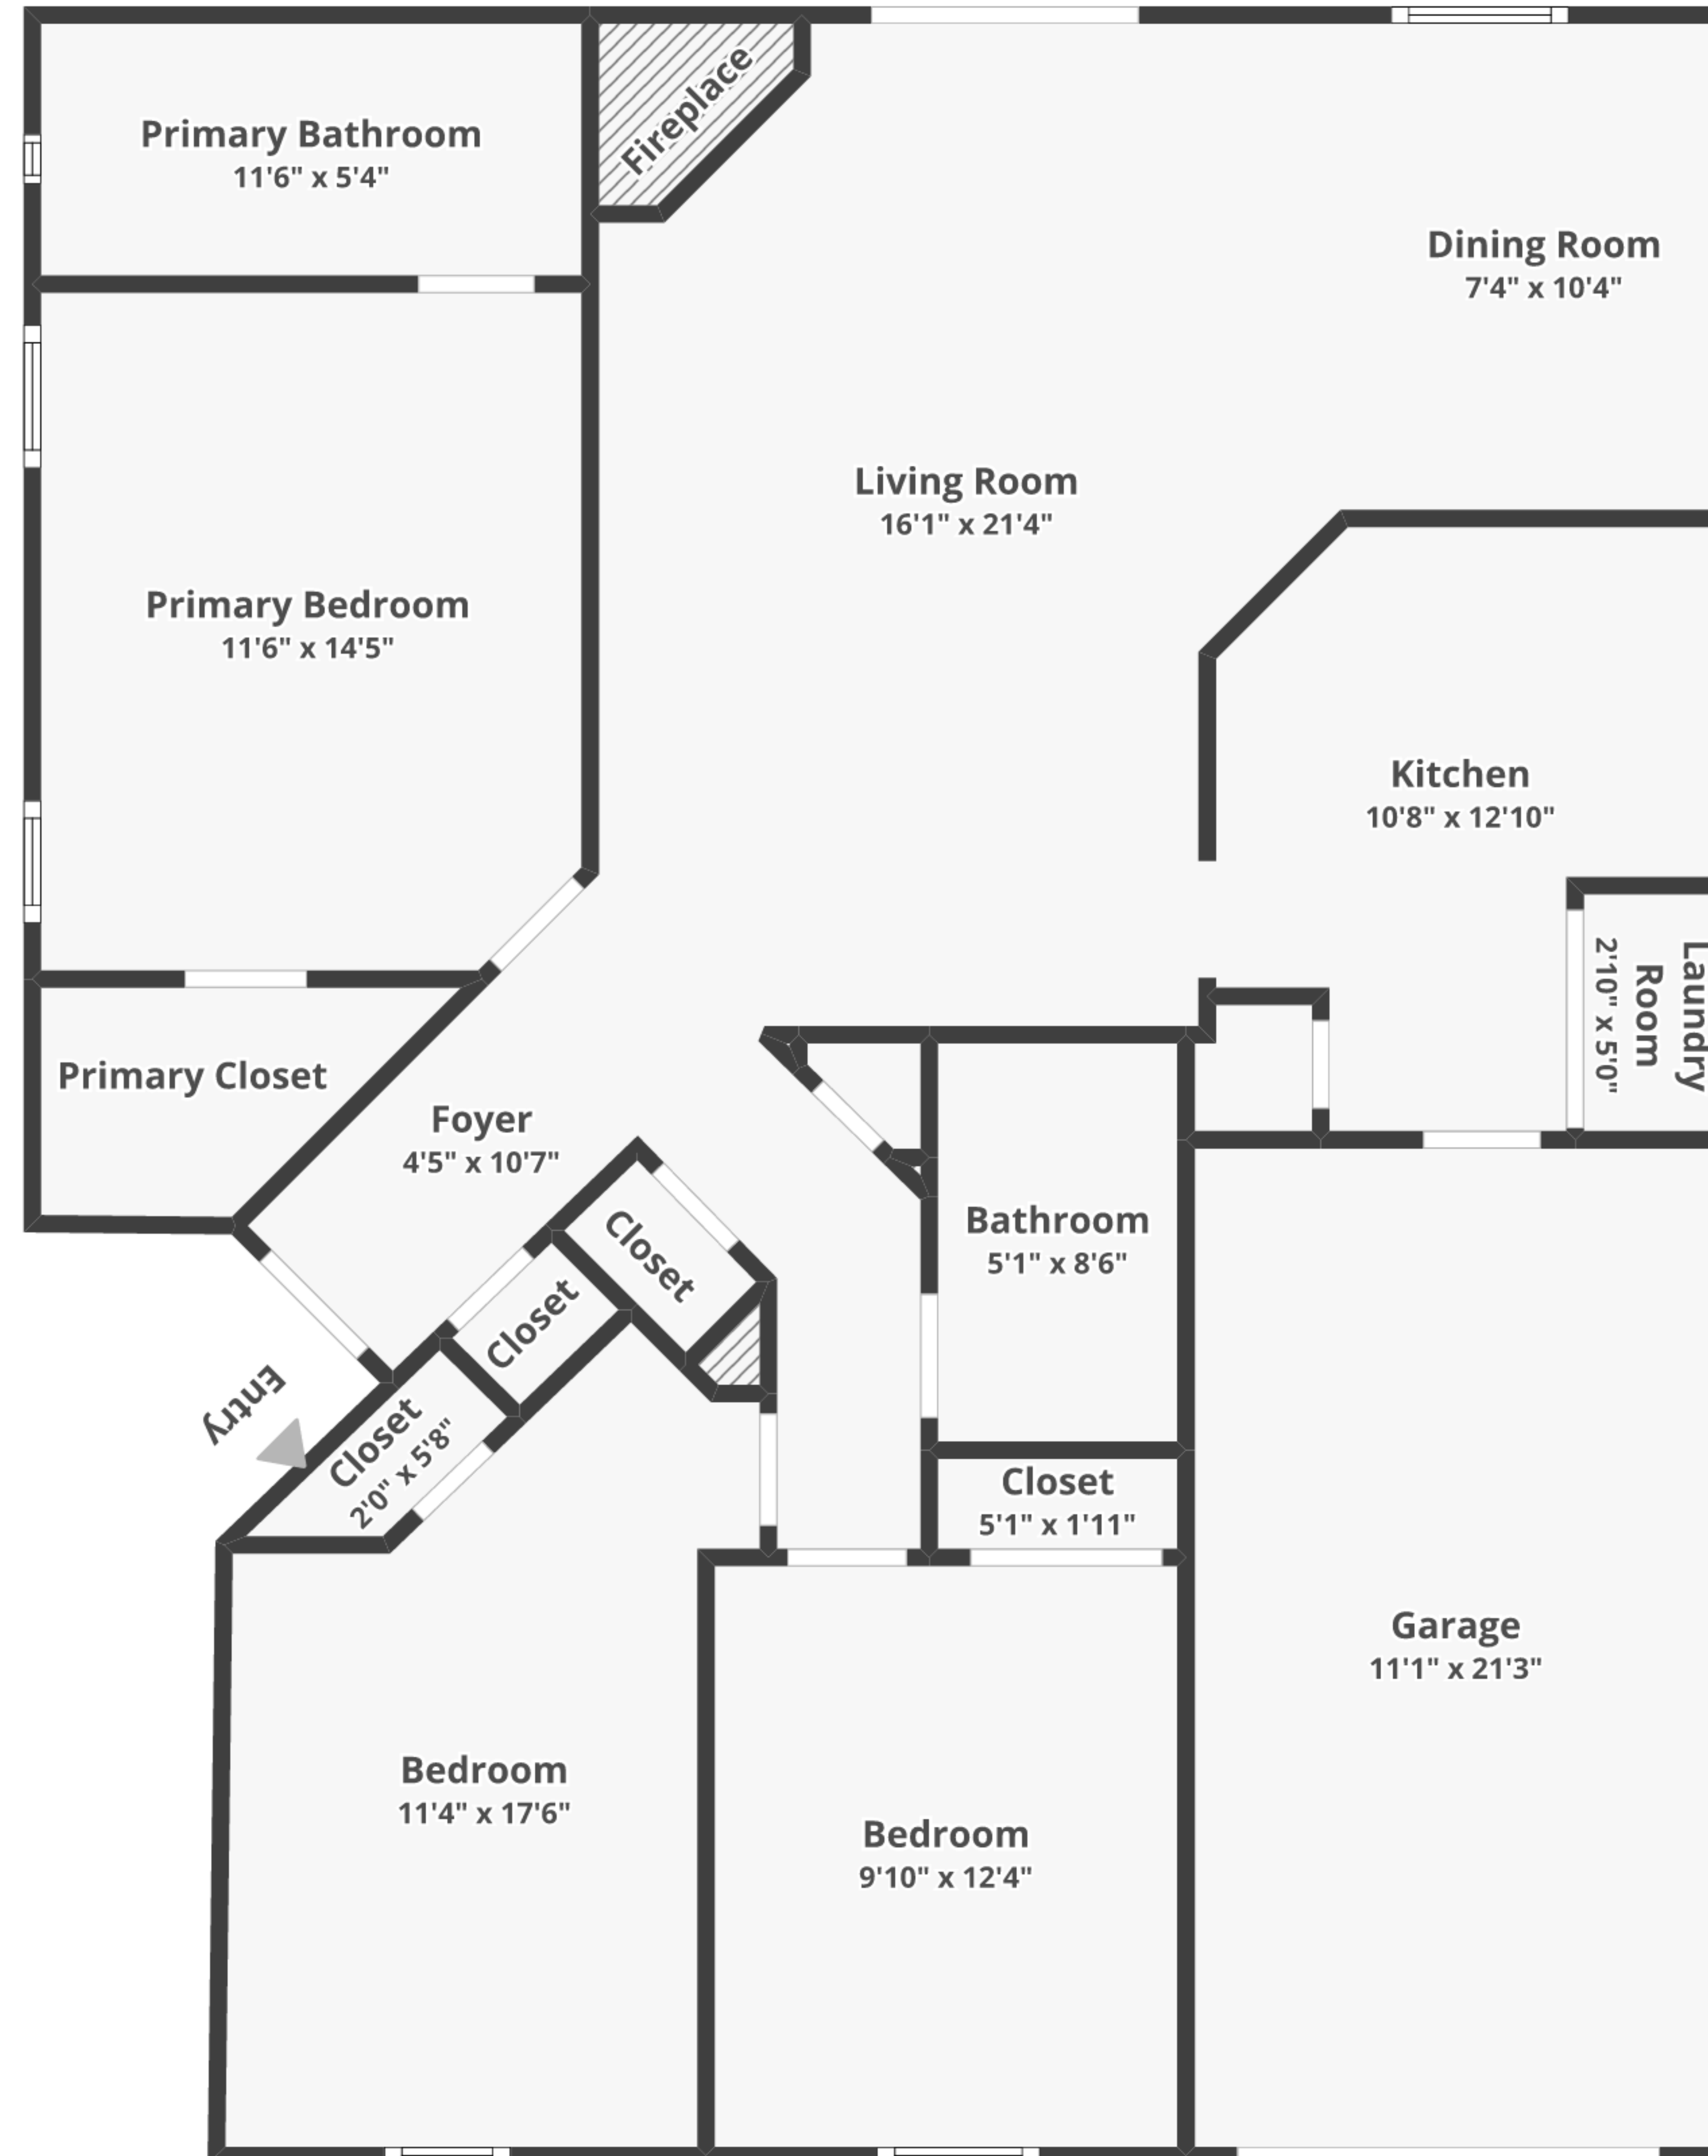 Primary Bathroom
11'6" x 5'4"
Fireplace
Dining Room
7'4" x 10'4"
Living Room
16'1" x 21'4"
Primary Bedroom
11'6" x 14'5"
Kitchen
10'8" x 12'10"
Laundry
Room
2'10" x 5'0"
Primary Closet
Foyer
4'5" x 10'7"
Closet
Bathroom
5'1" x 8'6"
Closet
Entry
Closet
2'0" x 5'8"
Closet
5'1" x 1'11"
Garage
11'1" x 21'3"
Bedroom
11'4" x 17'6"
Bedroom
9'10" x 12'4"